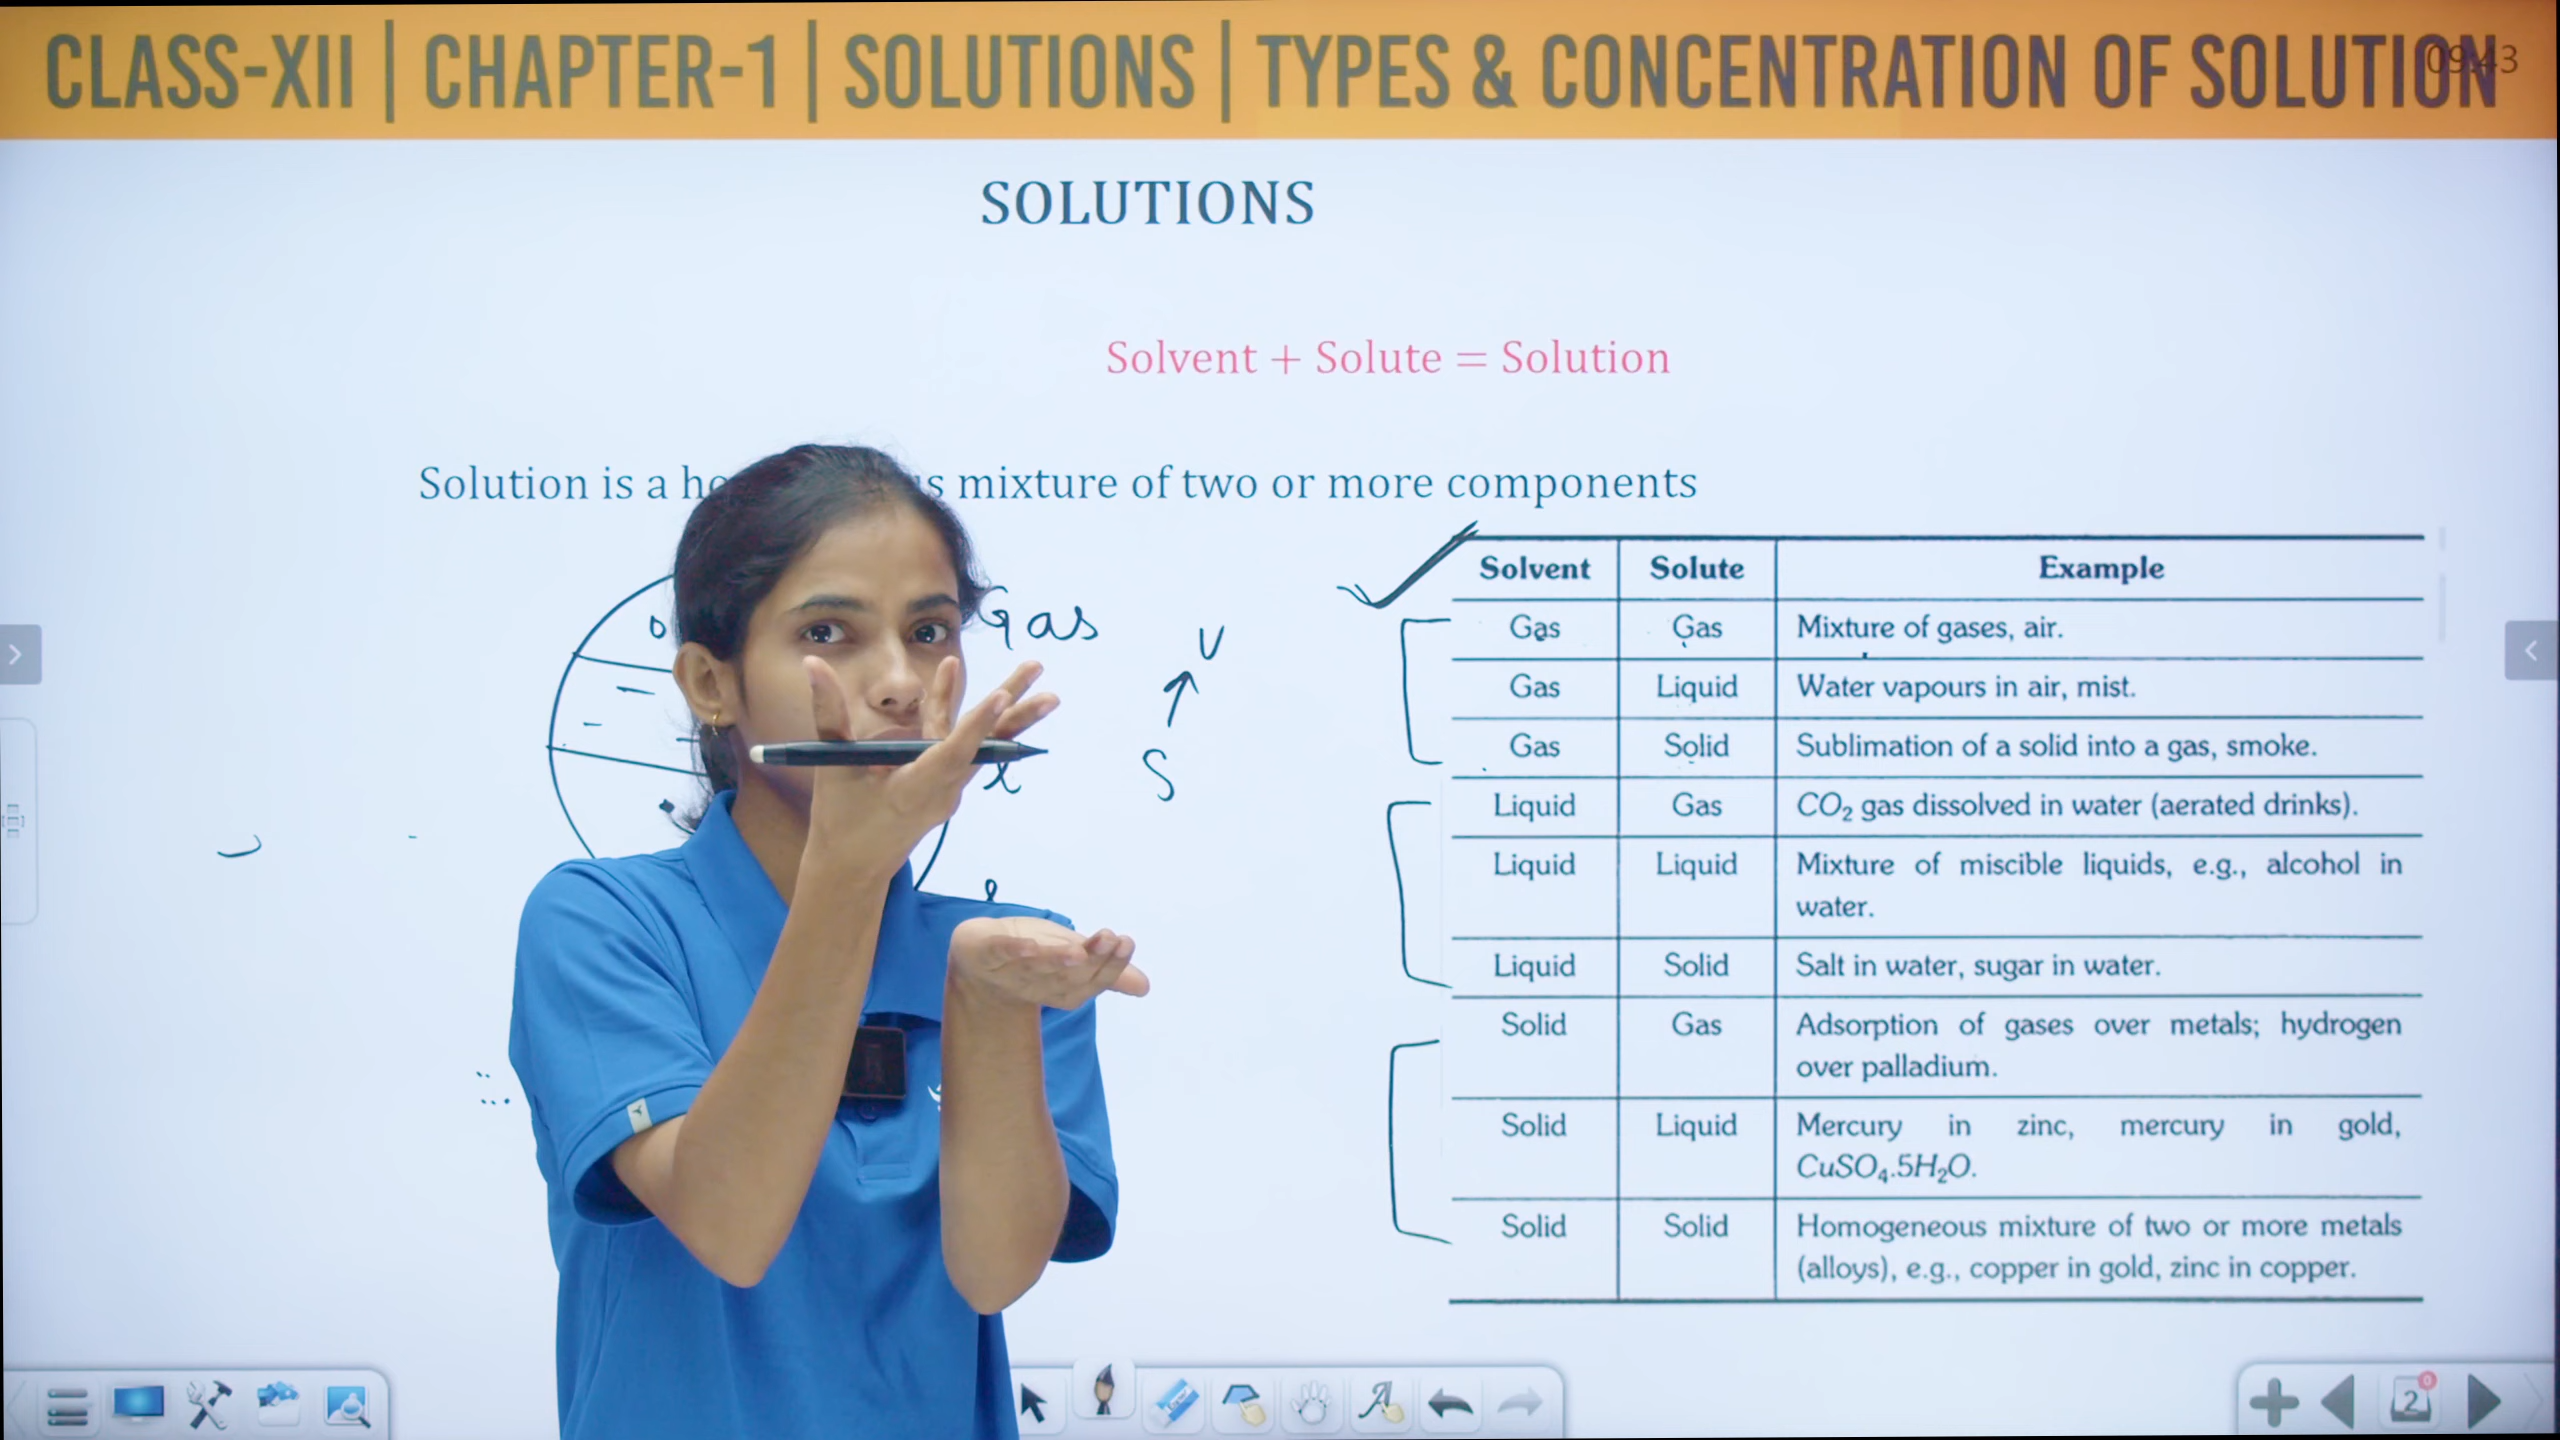 CLASS-XII | CHAPTER-1 | SOLUTIONS | TYPES & CONCENTRATION OF SOLUTION
09:43
SOLUTIONS
Solvent + Solute = Solution
Solution is a mixture of two or more components
Gas
V
S
Solvent Solute Example
Gas Gas Mixture of gases, air.
Gas Liquid Water vapours in air, mist.
Gas Solid Sublimation of a solid into a gas, smoke.
Liquid Gas CO₂ gas dissolved in water (aerated drinks).
Liquid Liquid Mixture of miscible liquids, e.g., alcohol in
water.
Liquid Solid Salt in water, sugar in water.
Solid Gas Adsorption of gases over metals; hydrogen
over palladium.
Solid Liquid Mercury in zinc, mercury in gold,
CuSO₄.5H₂O.
Solid Solid Homogeneous mixture of two or more metals
(alloys), e.g., copper in gold, zinc in copper.
2
0